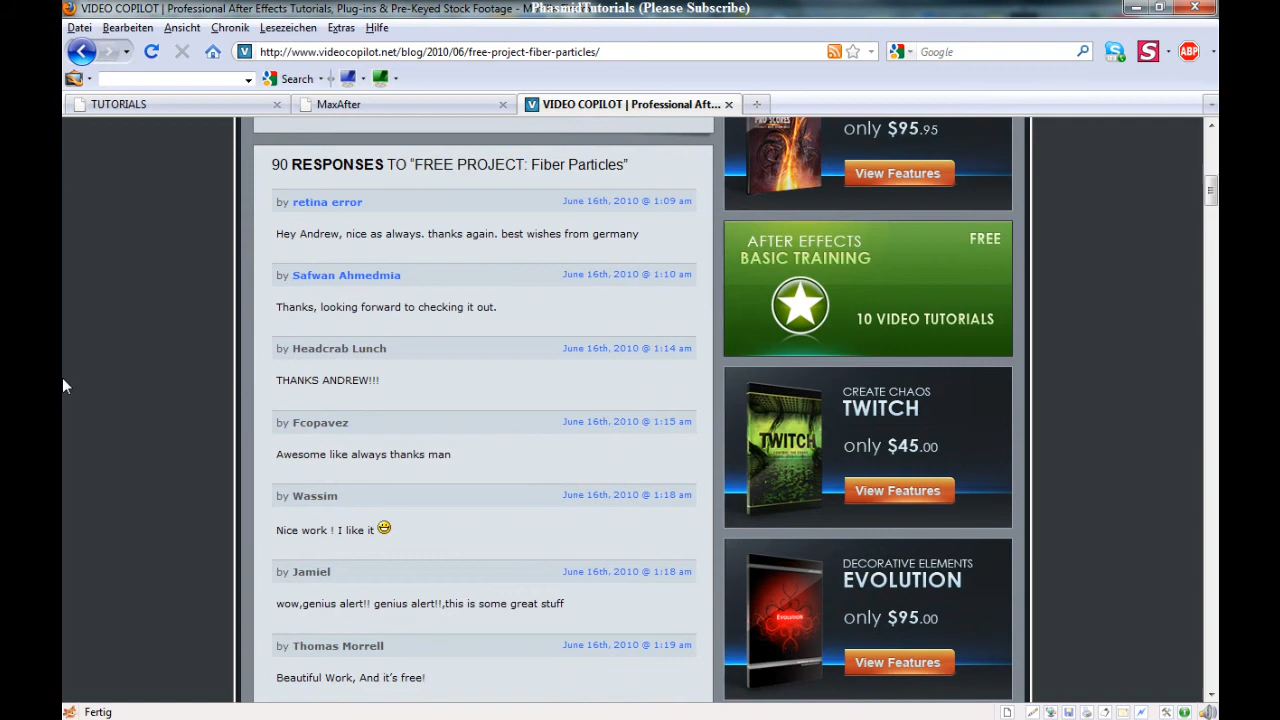 VIDEO COPILOT | Professional After Effects Tutorials, Plug-ins & Pre-Keyed Stock Footage - M
PhasmidTutorials (Please Subscribe)
Datei Bearbeiten Ansicht Chronik Lesezeichen Extras Hilfe
http://www.videocopilot.net/blog/2010/06/free-project-fiber-particles/
Google
Search
TUTORIALS
MaxAfter
VIDEO COPILOT | Professional Aft...
90 RESPONSES TO “FREE PROJECT: Fiber Particles”
by retina error June 16th, 2010 @ 1:09 am
Hey Andrew, nice as always. thanks again. best wishes from germany
by Safwan Ahmedmia June 16th, 2010 @ 1:10 am
Thanks, looking forward to checking it out.
by Headcrab Lunch June 16th, 2010 @ 1:14 am
THANKS ANDREW!!!
by Fcopavez June 16th, 2010 @ 1:15 am
Awesome like always thanks man
by Wassim June 16th, 2010 @ 1:18 am
Nice work ! I like it
by Jamiel June 16th, 2010 @ 1:18 am
wow,genius alert!! genius alert!!,this is some great stuff
by Thomas Morrell June 16th, 2010 @ 1:19 am
Beautiful Work, And it’s free!
PRO SCORES
only $95.95
View Features
AFTER EFFECTS
BASIC TRAINING
FREE
10 VIDEO TUTORIALS
CREATE CHAOS
TWITCH
TWITCH
only $45.00
View Features
DECORATIVE ELEMENTS
EVOLUTION
Evolution
only $95.00
View Features
Fertig
ABP